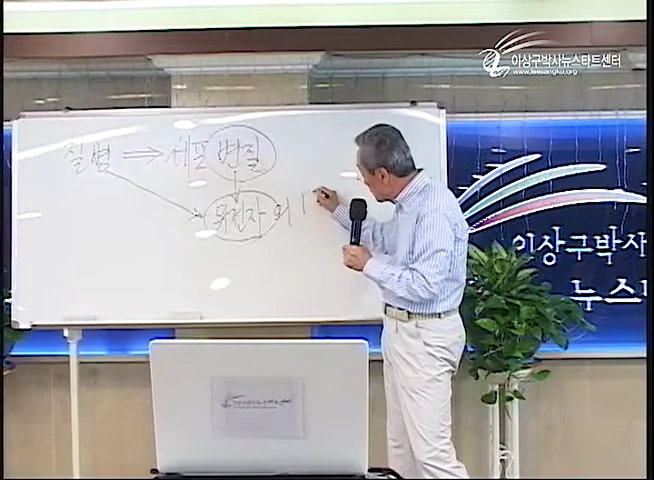 이상구박사뉴스타트센터
www.leesangku.org
질병 ⇒ 세포 변질
유전자의
이상구박사
뉴스